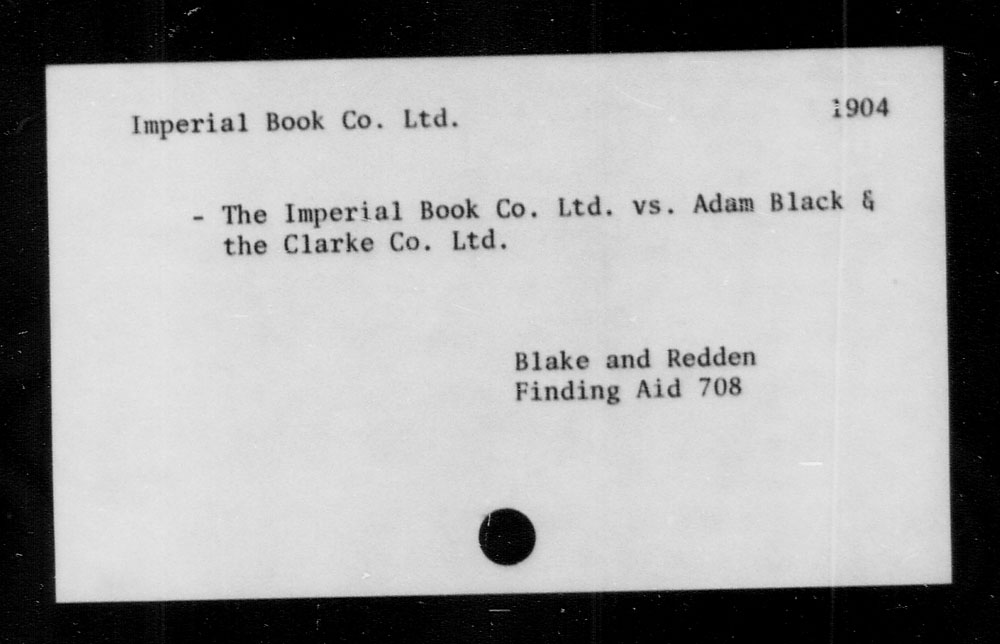 Imperial Book Co. Ltd. 1904
- The Imperial Book Co. Ltd. vs. Adam Black &
the Clarke Co. Ltd.
Blake and Redden
Finding Aid 708